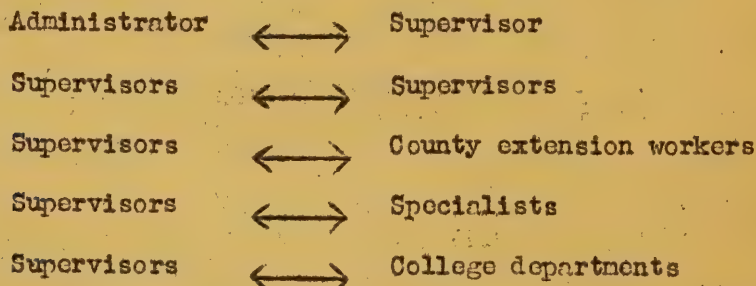 Administrator ⟷ Supervisor
Supervisors ⟷ Supervisors
Supervisors ⟷ County extension workers
Supervisors ⟷ Specialists
Supervisors ⟷ College departments